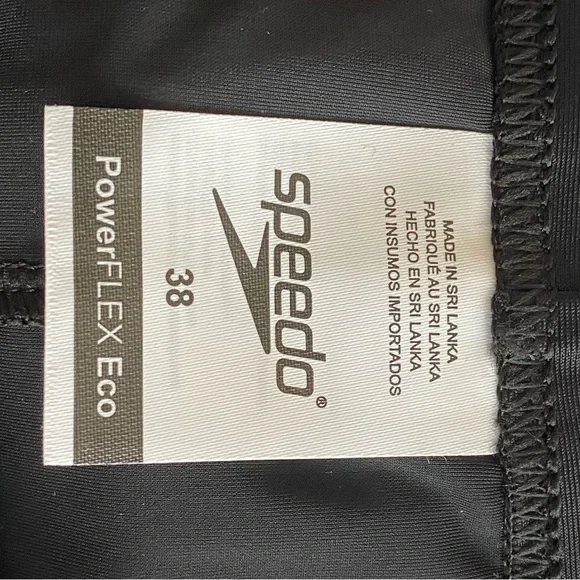 MADE IN SRI LANKA
FABRIQUÉ AU SRI LANKA
HECHO EN SRI LANKA
CON INSUMOS IMPORTADOS
speedo®
38
PowerFLEX Eco